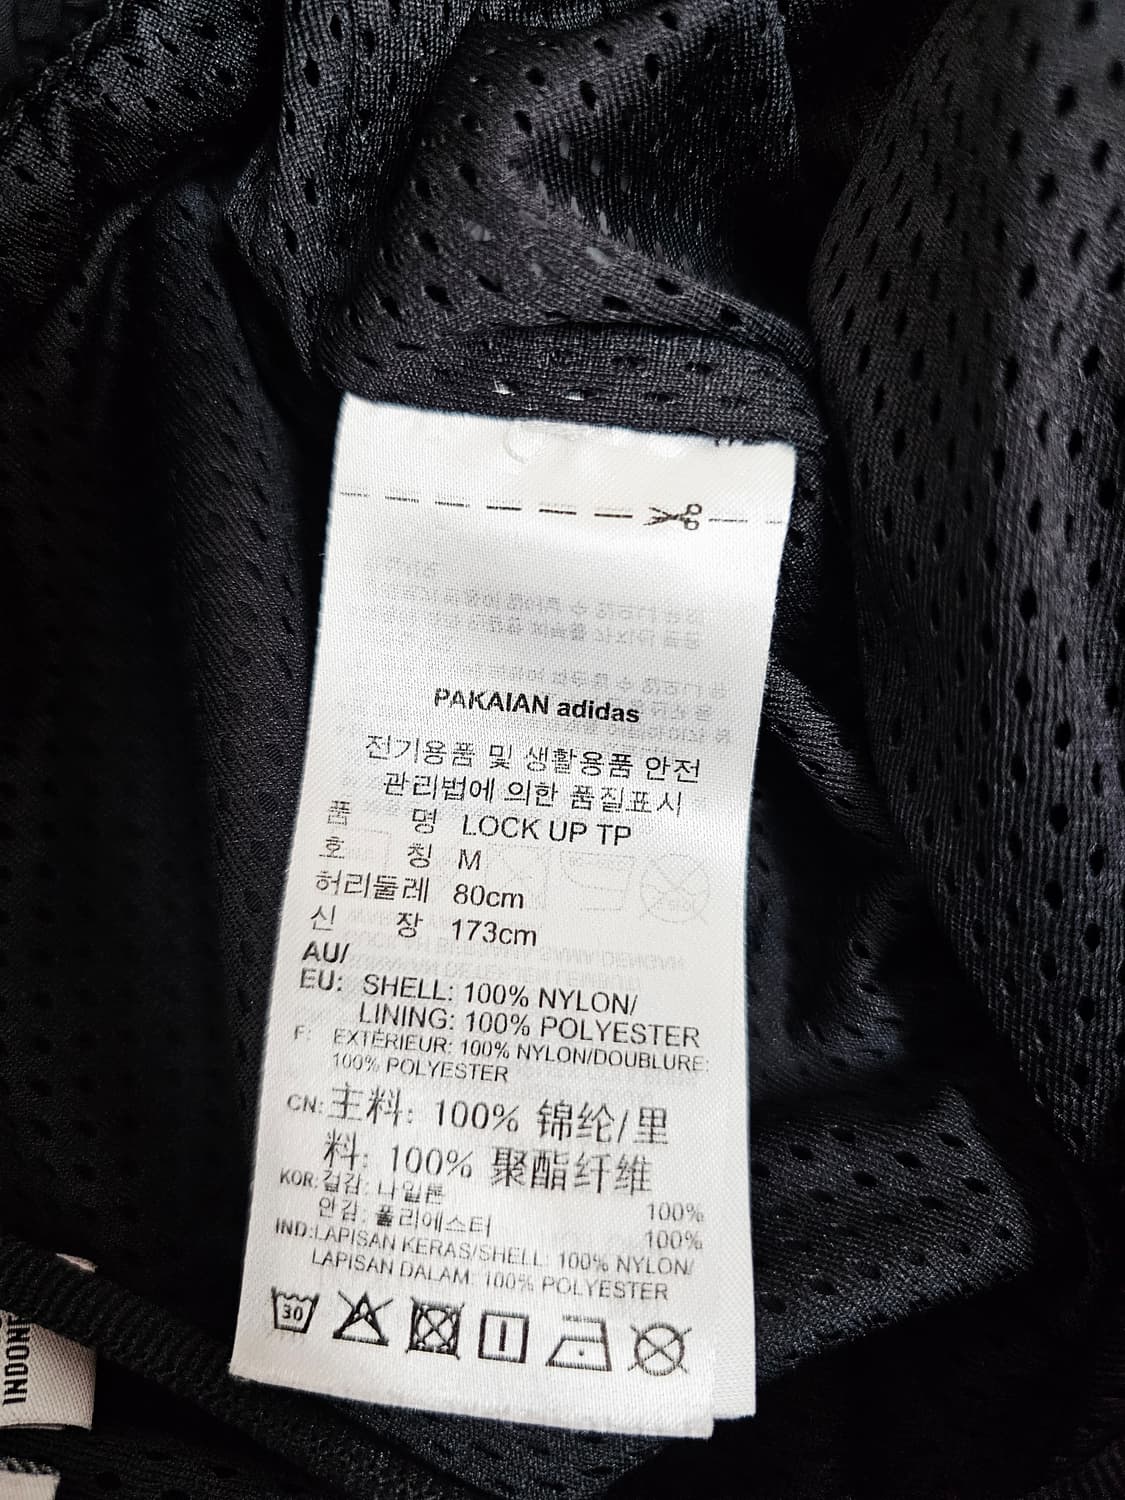 PAKAIAN adidas
전기용품 및 생활용품 안전
관리법에 의한 품질표시
품 명 LOCK UP TP
호 칭 M
허리둘레 80cm
신 장 173cm
AU/
EU: SHELL: 100% NYLON/
LINING: 100% POLYESTER
F: EXTÉRIEUR: 100% NYLON/DOUBLURE:
100% POLYESTER
CN: 主料: 100% 锦纶/里
料: 100% 聚酯纤维
KOR: 겉감: 나일론 100%
안감: 폴리에스터 100%
IND:LAPISAN KERAS/SHELL: 100% NYLON/
LAPISAN DALAM: 100% POLYESTER
30